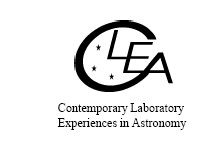 CLEA
Contemporary Laboratory
Experiences in Astronomy